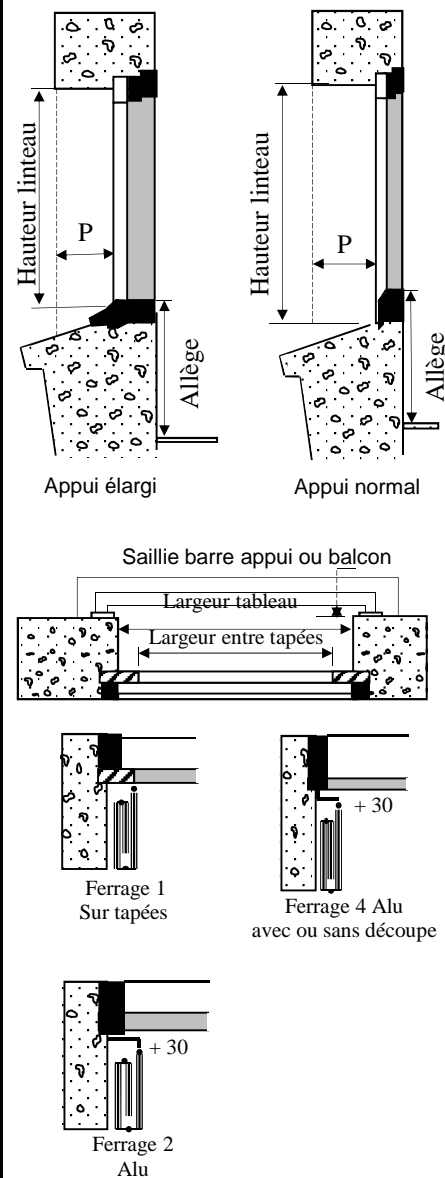 Hauteur linteau
P
Allège
Appui élargi
Hauteur linteau
P
Allège
Appui normal
Saillie barre appui ou balcon
Largeur tableau
Largeur entre tapées
Ferrage 1
Sur tapées
+ 30
Ferrage 4 Alu
avec ou sans découpe
+ 30
Ferrage 2
Alu